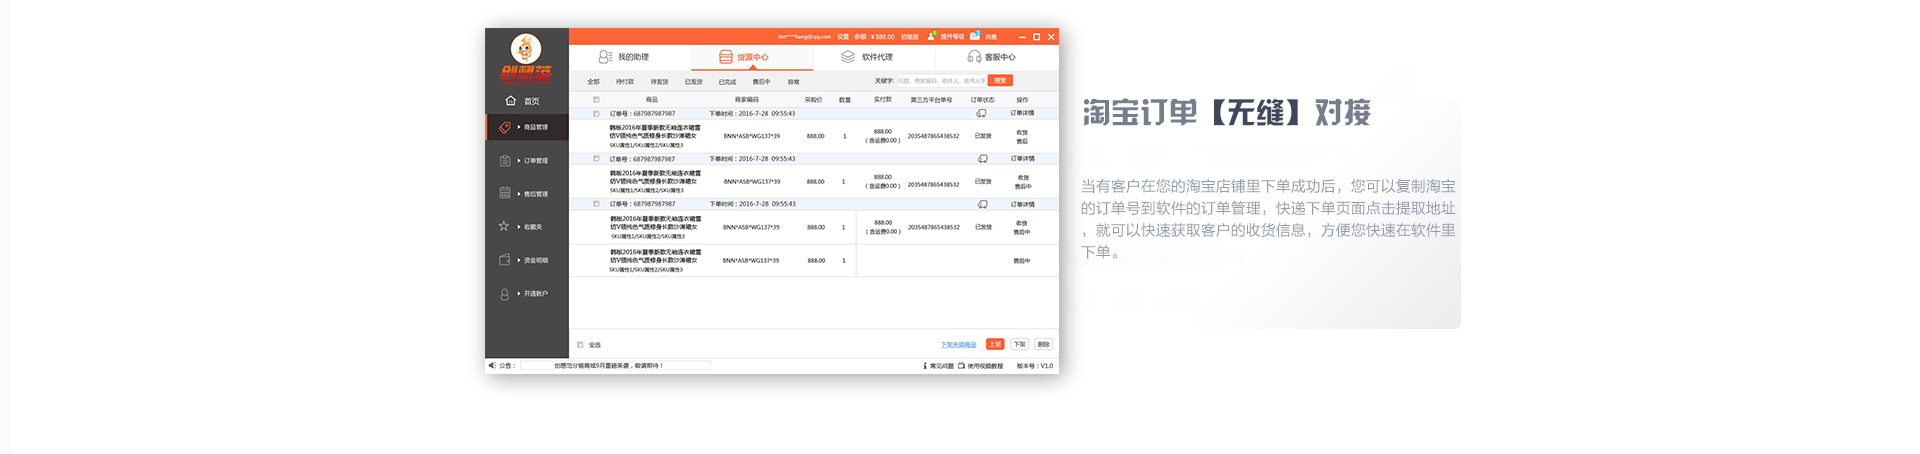 fan****hang@qq.com 设置 余额：¥888.00 初级版 提升等级 消息
创想范
我的助理 货源中心 软件代理 客服中心
全部 待付款 待发货 已发货 已完成 售后中 异常 关键字: 标题、商家编码、收件人、收件人手 搜索
首页
商品管理
订单管理
售后管理
收藏夹
资金明细
开通账户
商品 商家编码 采购价 数量 实付款 第三方平台单号 订单状态 操作
订单号：687987987987 下单时间：2016-7-28 09:55:43 订单详情
韩版2016年夏季新款无袖连衣裙雪
纺V领纯色气质修身长款沙滩裙女
SKU属性1/SKU属性2/SKU属性3
BNN*ASB*WG137*39 888.00 1 888.00
（含运费0.00） 2035487865438532 已发货 收货
售后
订单号：687987987987 下单时间：2016-7-28 09:55:43 订单详情
韩版2016年夏季新款无袖连衣裙雪
纺V领纯色气质修身长款沙滩裙女
SKU属性1/SKU属性2/SKU属性3
BNN*ASB*WG137*39 888.00 1 888.00
（含运费0.00） 2035487865438532 已发货 收货
售后中
订单号：687987987987 下单时间：2016-7-28 09:55:43 订单详情
韩版2016年夏季新款无袖连衣裙雪
纺V领纯色气质修身长款沙滩裙女
SKU属性1/SKU属性2/SKU属性3
BNN*ASB*WG137*39 888.00 1 888.00
（含运费0.00） 2035487865438532 已发货 收货
售后中
韩版2016年夏季新款无袖连衣裙雪
纺V领纯色气质修身长款沙滩裙女
SKU属性1/SKU属性2/SKU属性3
BNN*ASB*WG137*39 888.00 1 售后中
全选 下架失效商品 上架 下架 删除
公告： 创想范分销商城9月重磅来袭，敬请期待！ 常见问题 使用视频教程 版本号：V1.0
淘宝订单【无缝】对接
当有客户在您的淘宝店铺里下单成功后，您可以复制淘宝
的订单号到软件的订单管理，快递下单页面点击提取地址
，就可以快速获取客户的收货信息，方便您快速在软件里
下单。